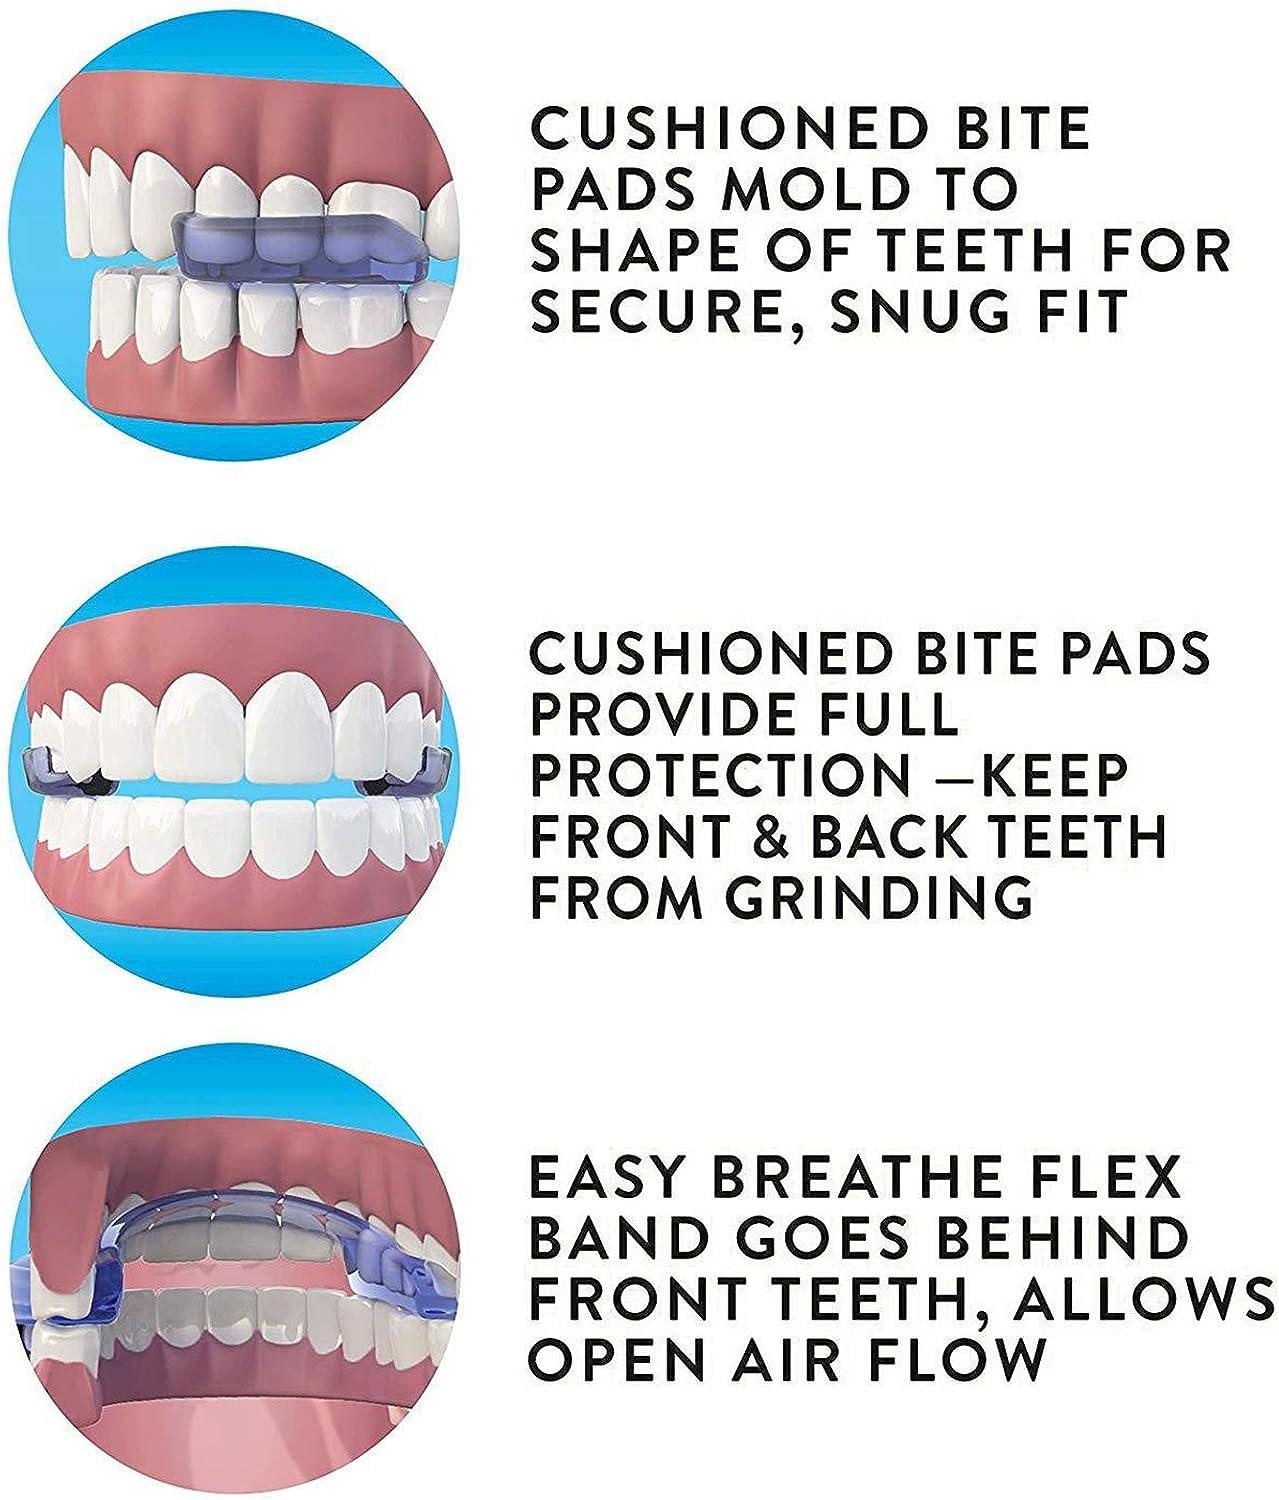 CUSHIONED BITE
PADS MOLD TO
SHAPE OF TEETH FOR
SECURE, SNUG FIT
CUSHIONED BITE PADS
PROVIDE FULL
PROTECTION —KEEP
FRONT & BACK TEETH
FROM GRINDING
EASY BREATHE FLEX
BAND GOES BEHIND
FRONT TEETH, ALLOWS
OPEN AIR FLOW